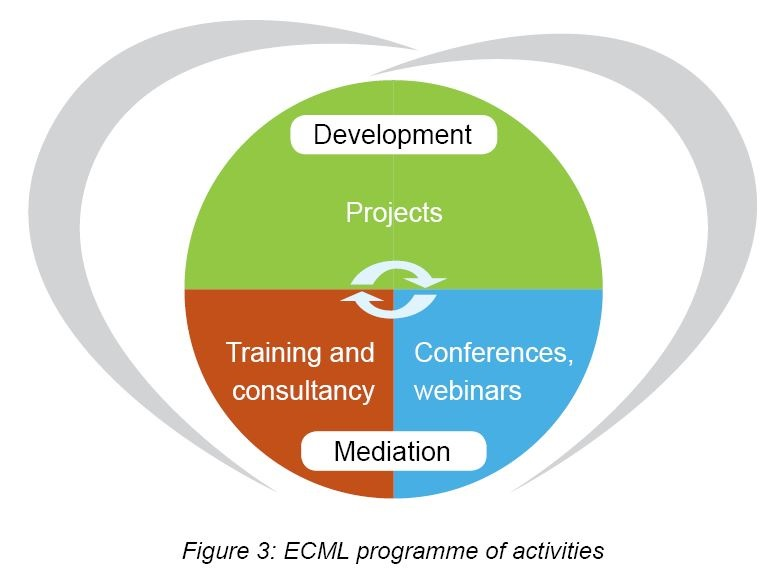 Development
Projects
Training and
consultancy
Conferences,
webinars
Mediation
Figure 3: ECML programme of activities